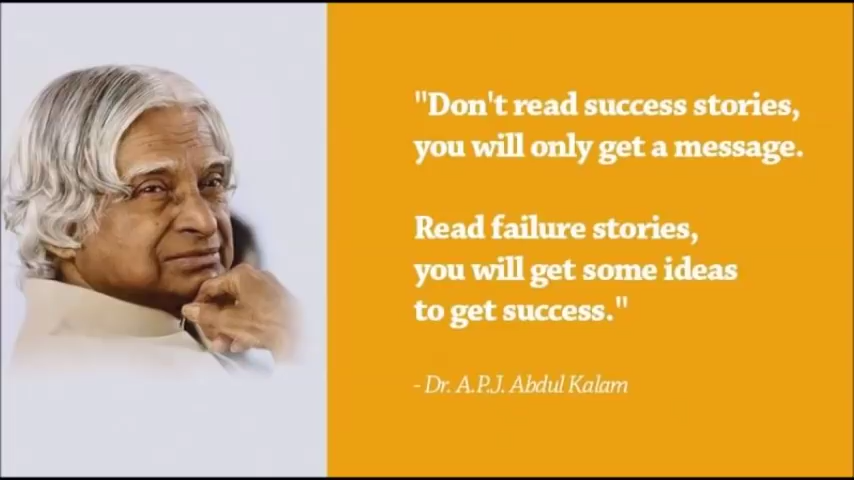 "Don't read success stories,
you will only get a message.
Read failure stories,
you will get some ideas
to get success."
- Dr. A.P.J. Abdul Kalam